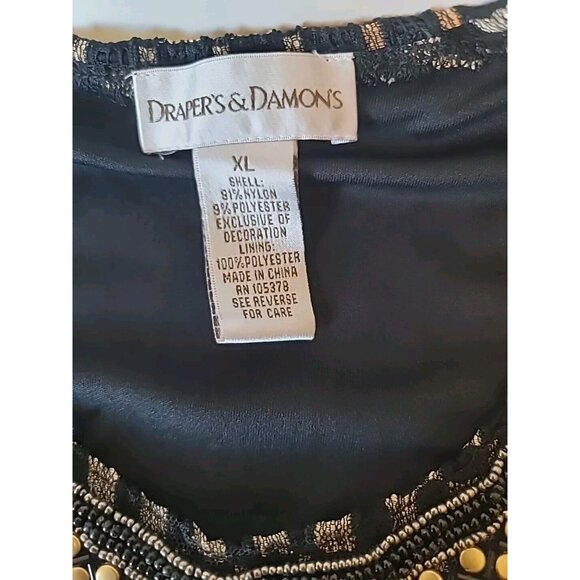 DRAPER'S & DAMON'S
XL
SHELL:
91% NYLON
9% POLYESTER
EXCLUSIVE OF
DECORATION
LINING:
100% POLYESTER
MADE IN CHINA
RN 105378
SEE REVERSE
FOR CARE